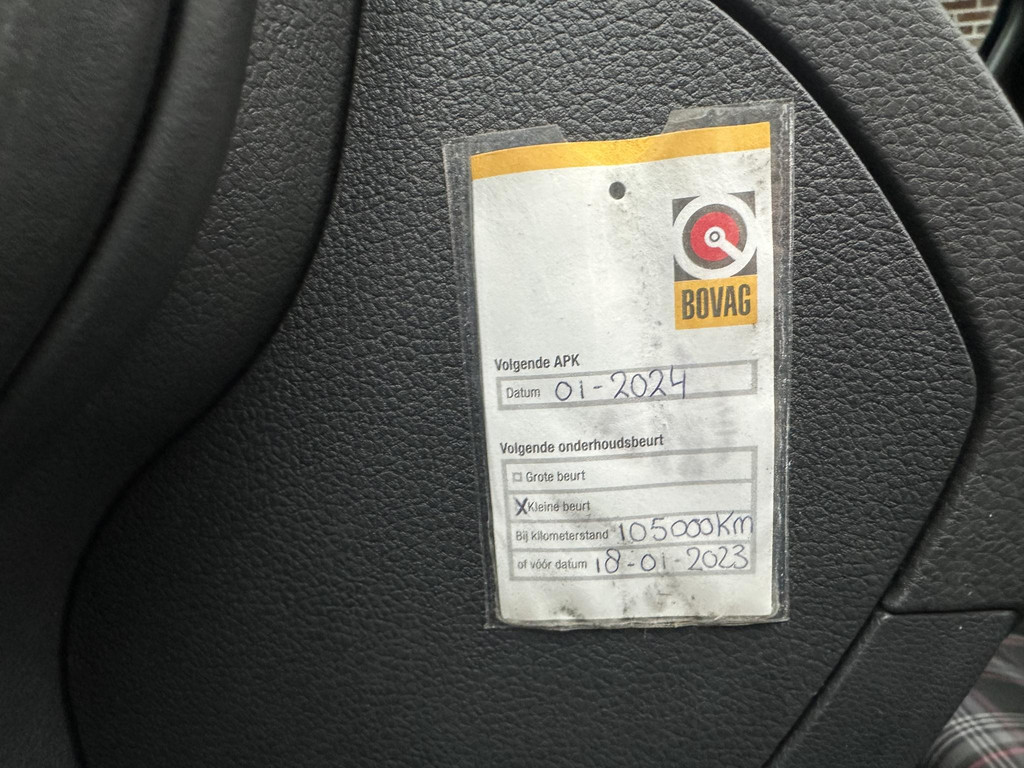 BOVAG
Volgende APK
Datum 01-2024
Volgende onderhoudsbeurt
Grote beurt
X Kleine beurt
Bij kilometerstand 105000Km
of vóór datum 18-01-2023